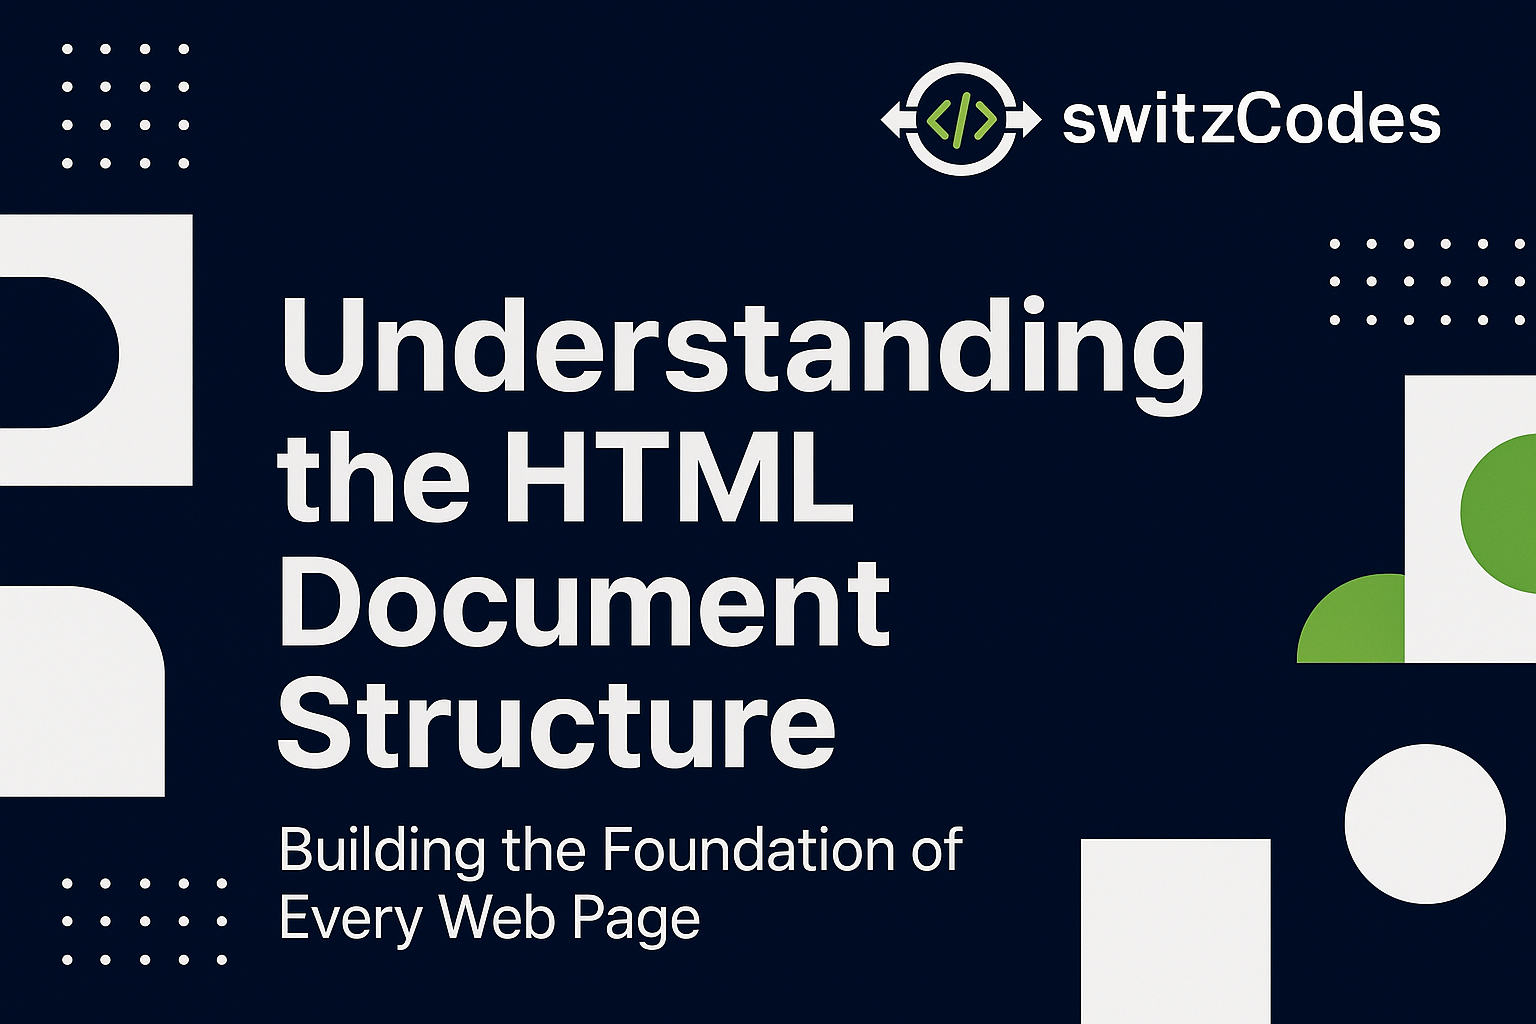 </> switzCodes
Understanding
the HTML
Document
Structure
Building the Foundation of
Every Web Page